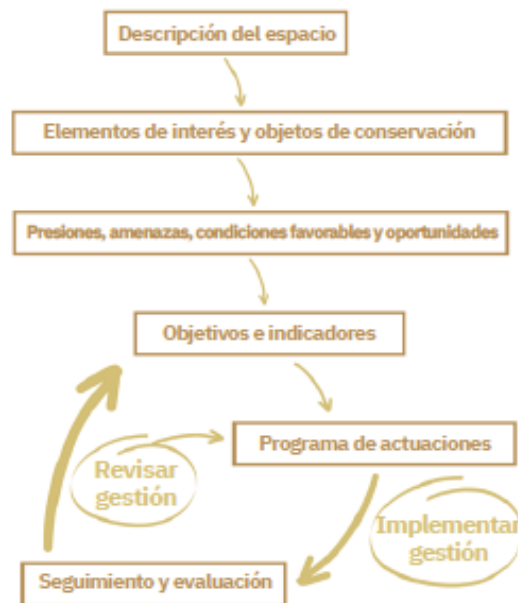 Descripción del espacio
Elementos de interés y objetos de conservación
Presiones, amenazas, condiciones favorables y oportunidades
Objetivos e indicadores
Programa de actuaciones
Revisar
gestión
Implementar
gestión
Seguimiento y evaluación